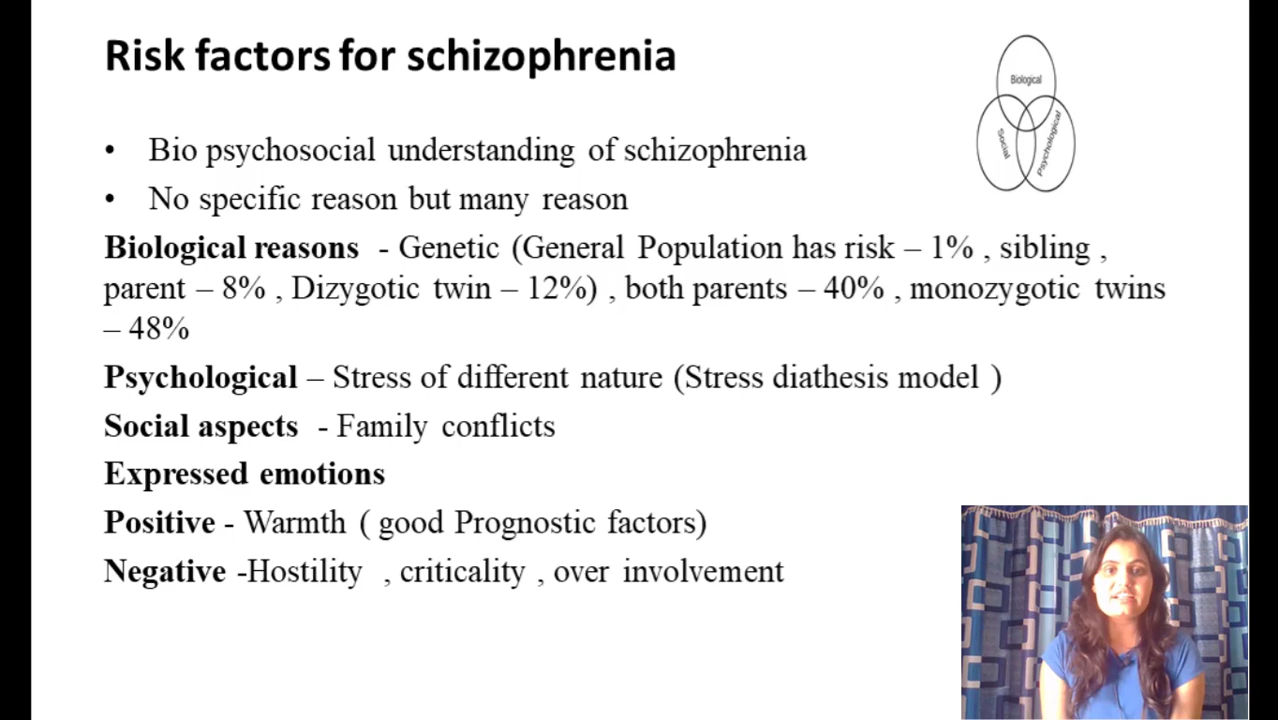 Risk factors for schizophrenia
Biological
Social
Psychological
• Bio psychosocial understanding of schizophrenia
• No specific reason but many reason
Biological reasons - Genetic (General Population has risk – 1% , sibling ,
parent – 8% , Dizygotic twin – 12%) , both parents – 40% , monozygotic twins
– 48%
Psychological – Stress of different nature (Stress diathesis model )
Social aspects - Family conflicts
Expressed emotions
Positive - Warmth ( good Prognostic factors)
Negative -Hostility , criticality , over involvement